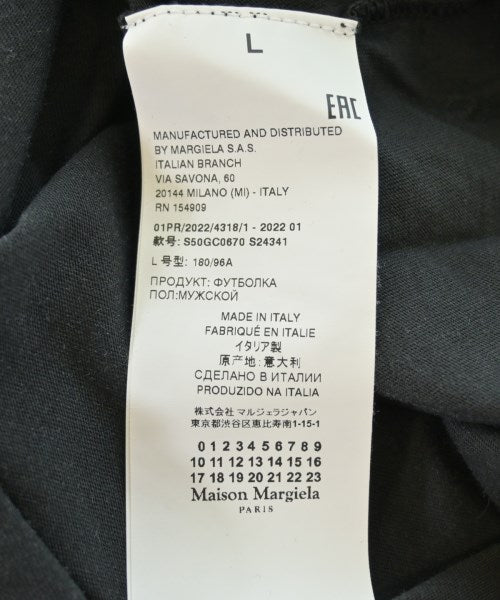 L
EAC
MANUFACTURED AND DISTRIBUTED
BY MARGIELA S.A.S.
ITALIAN BRANCH
VIA SAVONA, 60
20144 MILANO (MI) - ITALY
RN 154909
01PR/2022/4318/1 - 2022 01
款号: S50GC0670 S24341
L 号型: 180/96A
ПРОДУКТ: ФУТБОЛКА
ПОЛ:МУЖСКОЙ
MADE IN ITALY
FABRIQUÉ EN ITALIE
イタリア製
原产地: 意大利
СДЕЛАНО В ИТАЛИИ
PRODUZIDO NA ITALIA
株式会社 マルジェラジャパン
東京都渋谷区恵比寿南1-15-1
0 1 2 3 4 5 6 7 8 9
10 11 12 13 14 15 16
17 18 19 20 21 22 23
Maison Margiela
PARIS